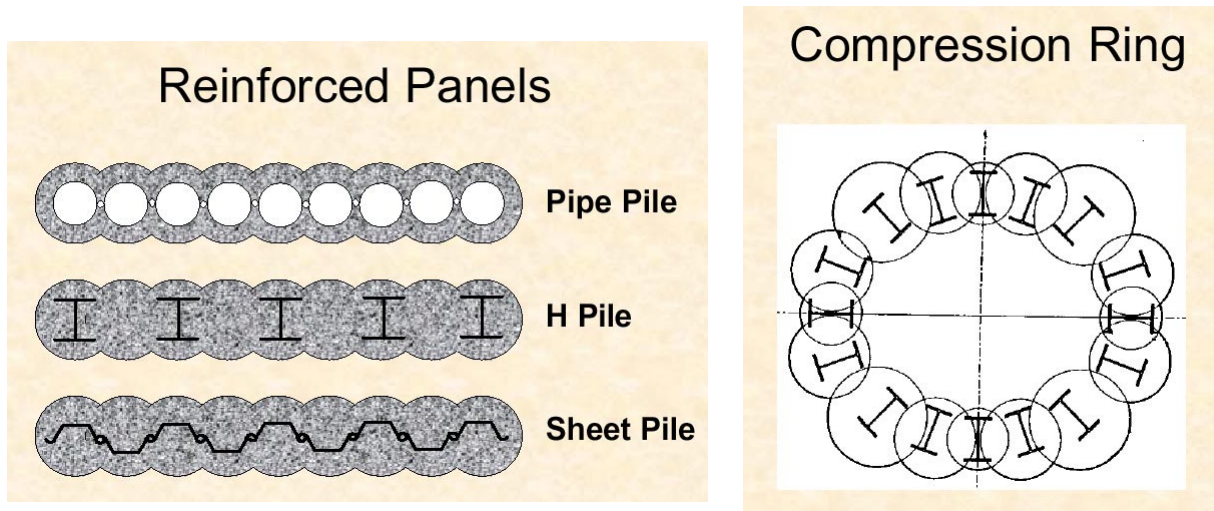 Reinforced Panels
Pipe Pile
H Pile
Sheet Pile
Compression Ring